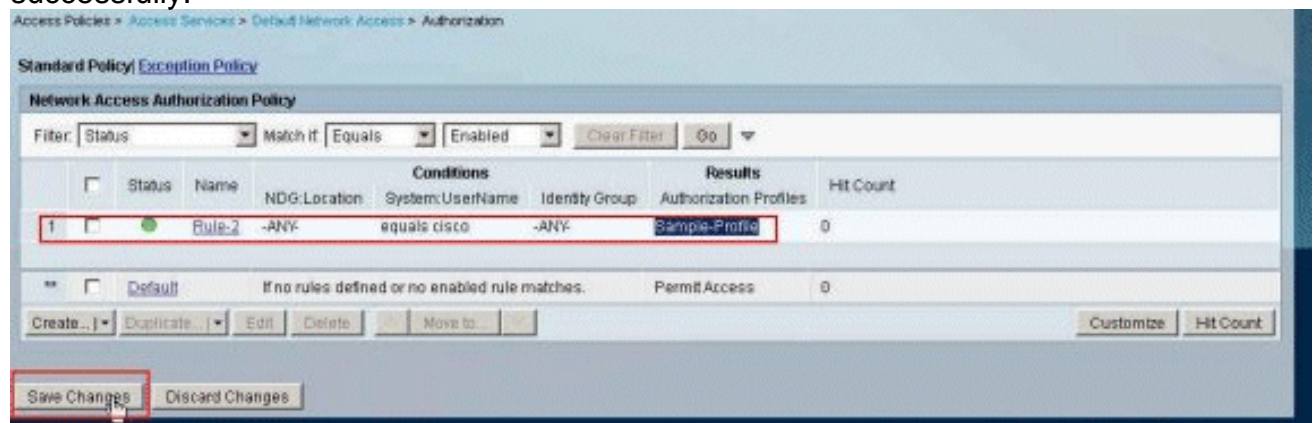 successfully.
Access Policies > Access Services > Default Network Access > Authorization
Standard Policy| Exception Policy
Network Access Authorization Policy
Filter: Status Match if: Equals Enabled Clear Filter Go
Status Name Conditions Results Hit Count
NDG:Location System:UserName Identity Group Authorization Profiles
1 Rule-2 -ANY- equals cisco -ANY- Sample-Profile 0
** Default If no rules defined or no enabled rule matches. Permit Access 0
Create... | Duplicate... | Edit Delete Move to... Customize Hit Count
Save Changes Discard Changes